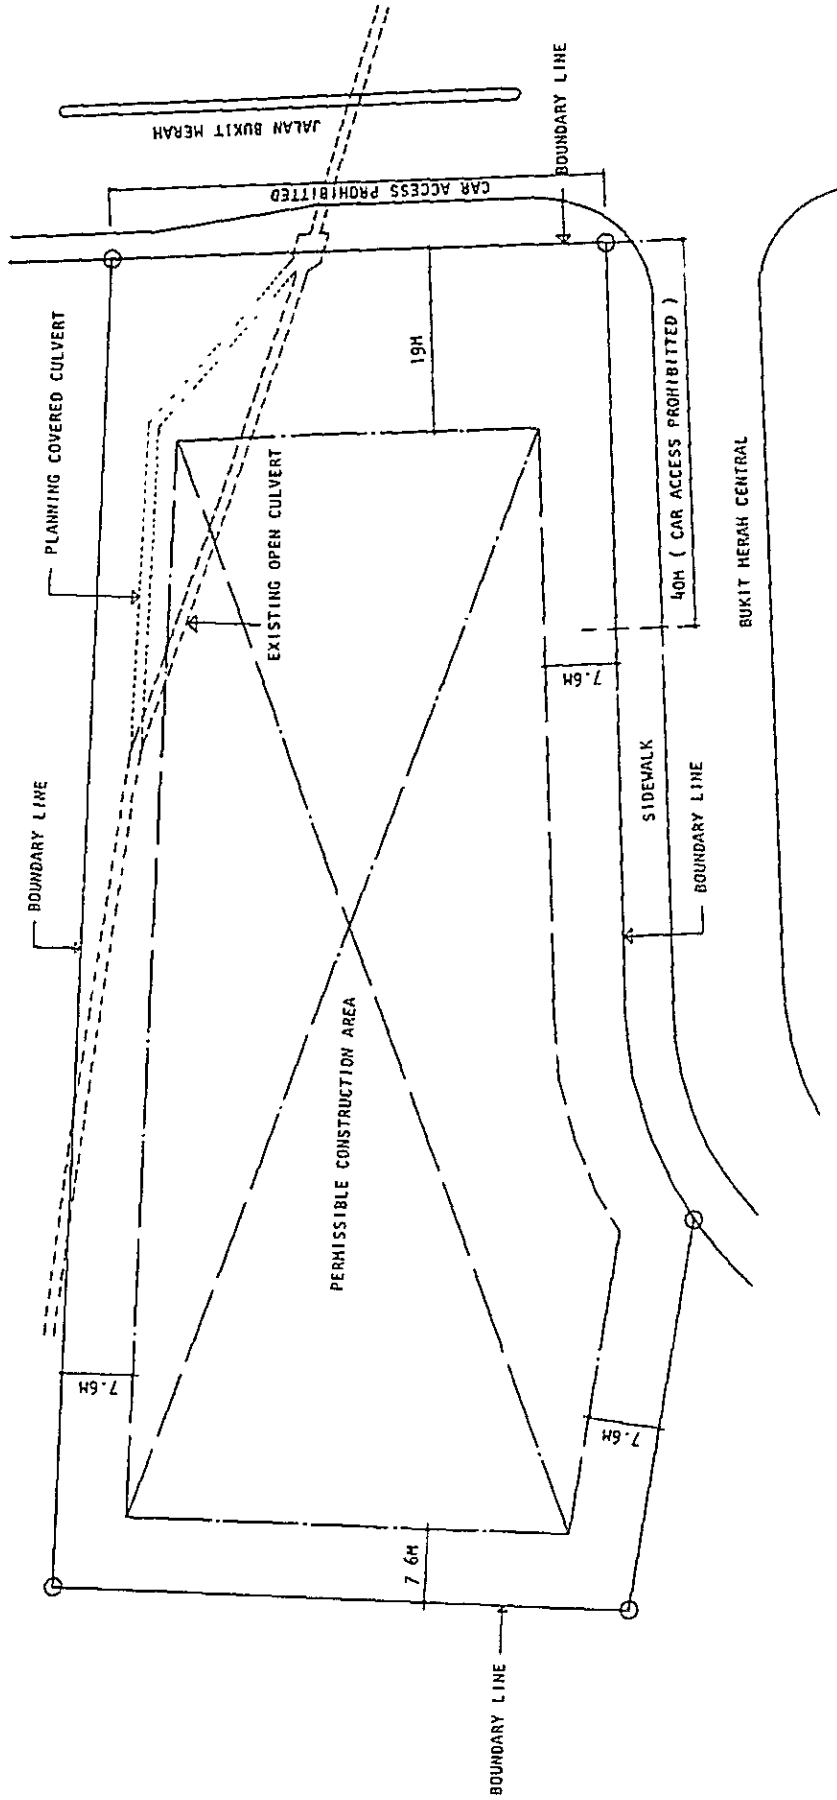 JALAN BUKIT MERAH
BOUNDARY LINE
CAR ACCESS PROHIBITTED
PLANNING COVERED CULVERT
19M
EXISTING OPEN CULVERT
40M ( CAR ACCESS PROHIBITTED )
BUKIT MERAH CENTRAL
7.6M
SIDEWALK
BOUNDARY LINE
BOUNDARY LINE
PERMISSIBLE CONSTRUCTION AREA
7.6M
7.6M
7 6M
BOUNDARY LINE